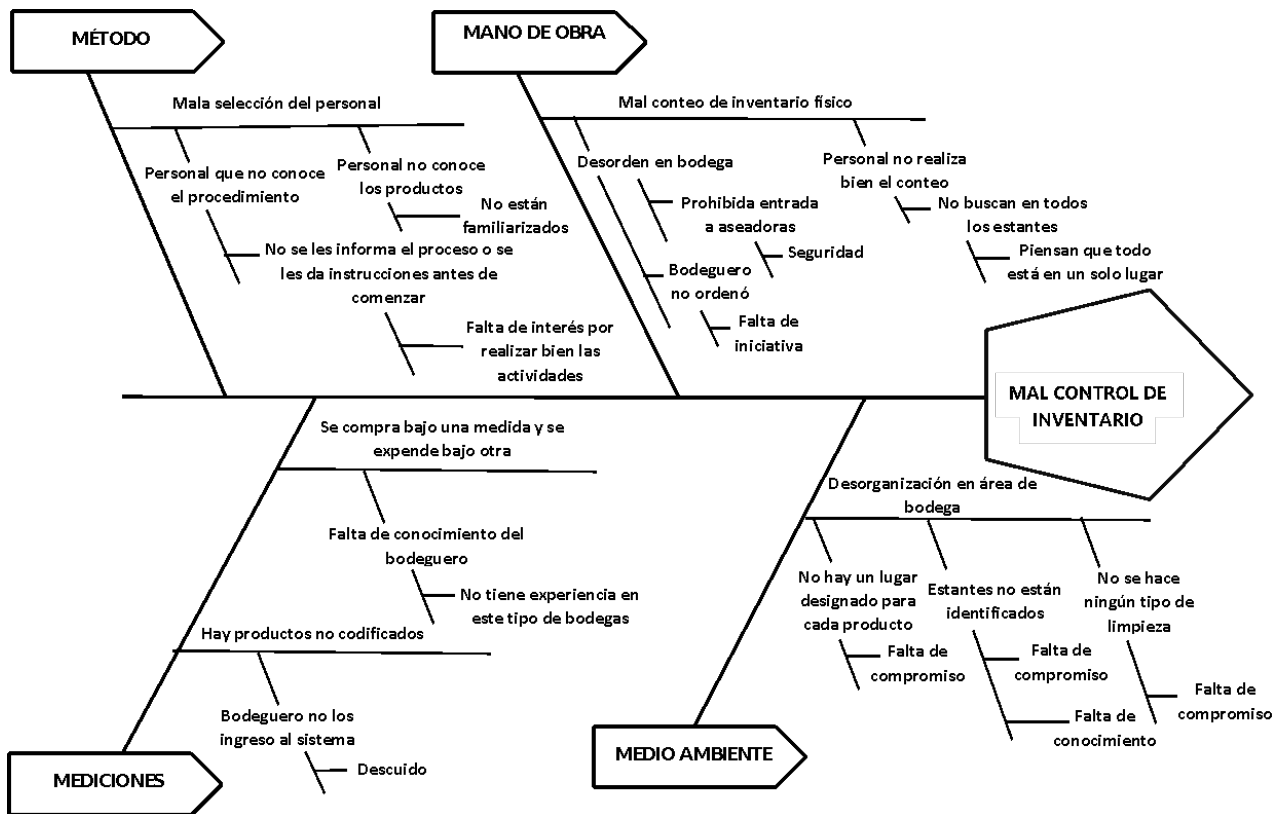 MÉTODO
Mala selección del personal
Personal que no conoce
el procedimiento
No se les informa el proceso o se
les da instrucciones antes de
comenzar
Falta de interés por
realizar bien las
actividades
Personal no conoce
los productos
No están
familiarizados
MANO DE OBRA
Mal conteo de inventario físico
Desorden en bodega
Prohibida entrada
a aseadoras
Seguridad
Bodeguero
no ordenó
Falta de
iniciativa
Personal no realiza
bien el conteo
No buscan en todos
los estantes
Piensan que todo
está en un solo lugar
MAL CONTROL DE
INVENTARIO
Se compra bajo una medida y se
expende bajo otra
Falta de conocimiento del
bodeguero
No tiene experiencia en
este tipo de bodegas
Hay productos no codificados
Bodeguero no los
ingreso al sistema
Descuido
MEDICIONES
Desorganización en área de
bodega
No hay un lugar
designado para
cada producto
Falta de
compromiso
Estantes no están
identificados
Falta de
compromiso
Falta de
conocimiento
No se hace
ningún tipo de
limpieza
Falta de
compromiso
MEDIO AMBIENTE